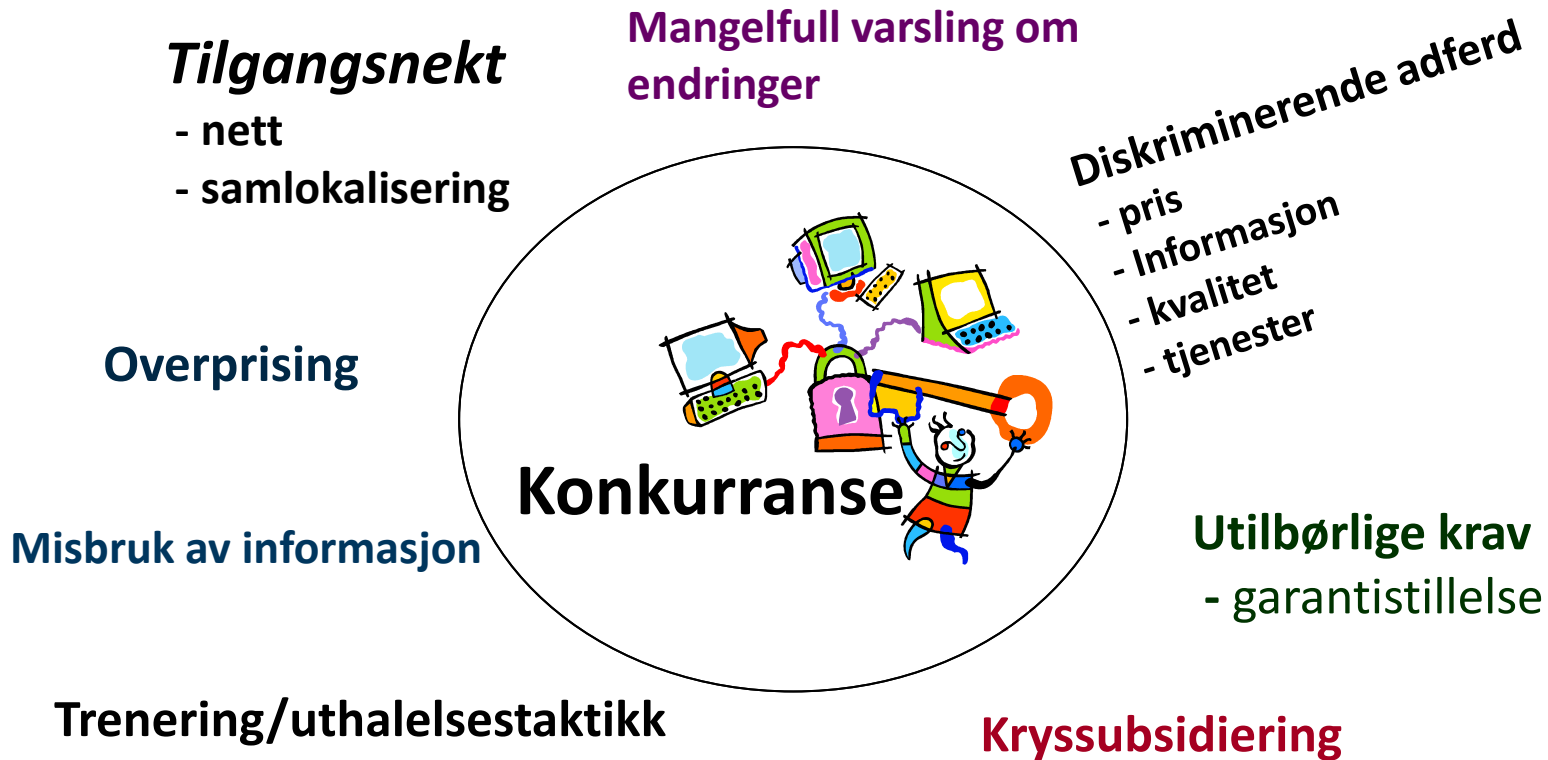 Tilgangsnekt
- nett
- samlokalisering
Mangelfull varsling om
endringer
Diskriminerende adferd
- pris
- Informasjon
- kvalitet
- tjenester
Overprising
Konkurranse
Misbruk av informasjon
Utilbørlige krav
- garantistillelse
Trenering/uthalelsestaktikk
Kryssubsidiering